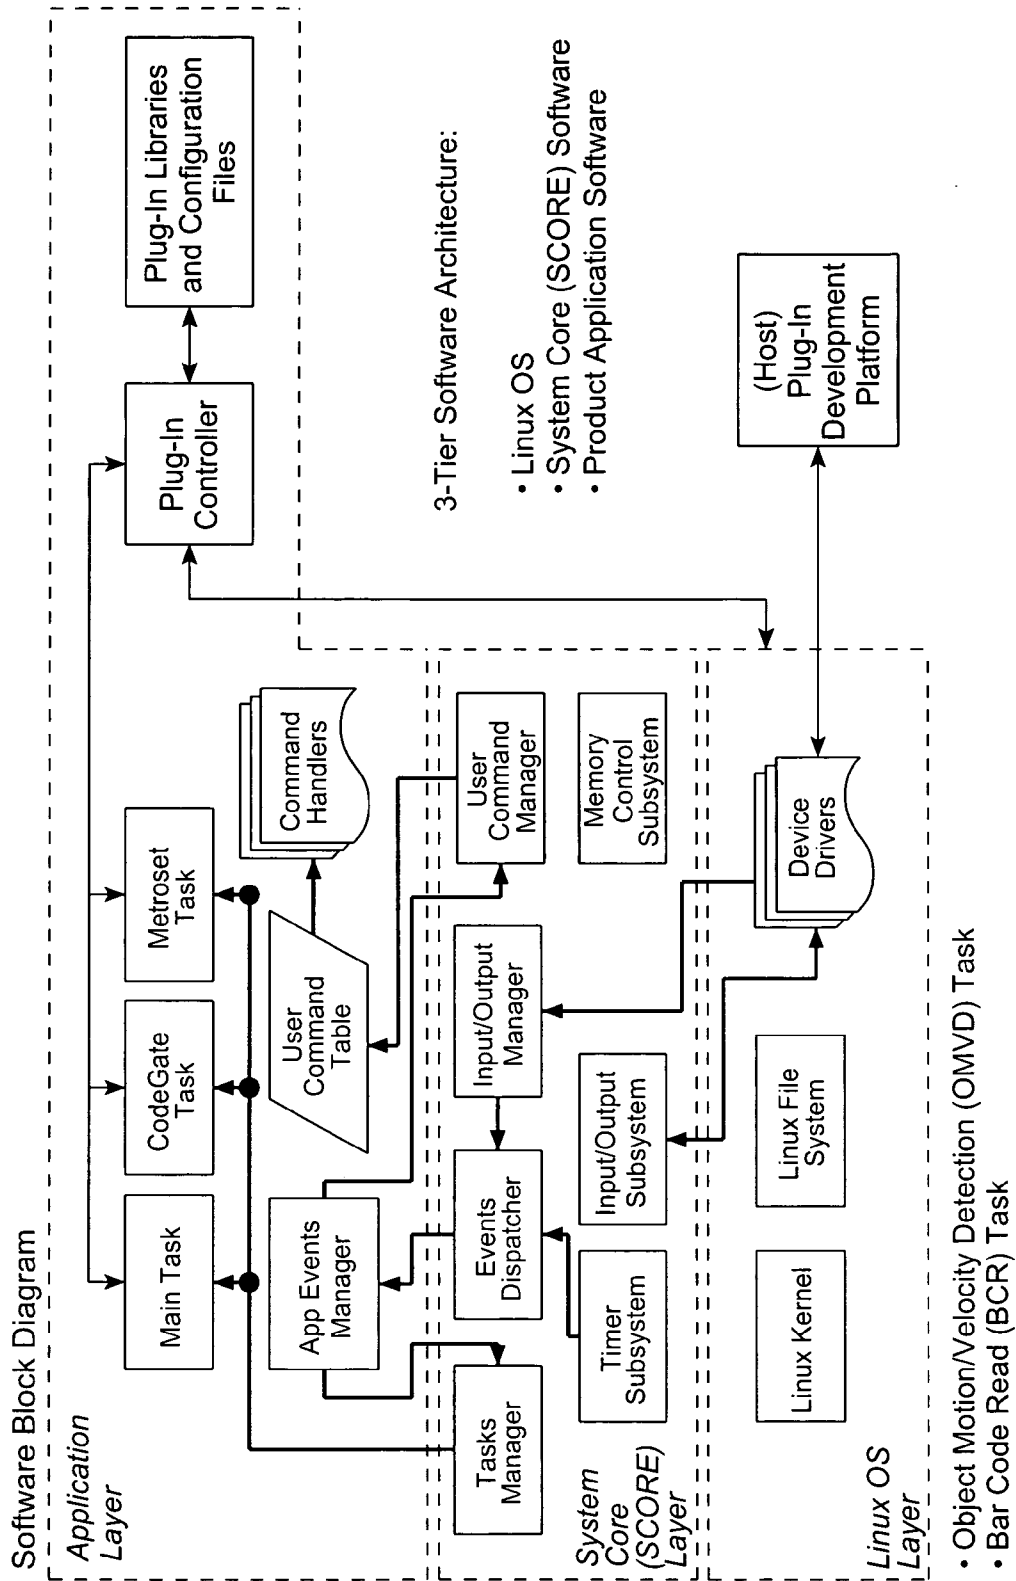 Software Block Diagram
Application
Layer
Main Task
CodeGate
Task
Metroset
Task
Plug-In
Controller
Plug-In Libraries
and Configuration
Files
App Events
Manager
User
Command
Table
Command
Handlers
3-Tier Software Architecture:
• Linux OS
• System Core (SCORE) Software
• Product Application Software
Tasks
Manager
Events
Dispatcher
Input/Output
Manager
User
Command
Manager
System
Core
(SCORE)
Layer
Timer
Subsystem
Input/Output
Subsystem
Memory
Control
Subsystem
Linux OS
Layer
Linux Kernel
Linux File
System
Device
Drivers
(Host)
Plug-In
Development
Platform
• Object Motion/Velocity Detection (OMVD) Task
• Bar Code Read (BCR) Task